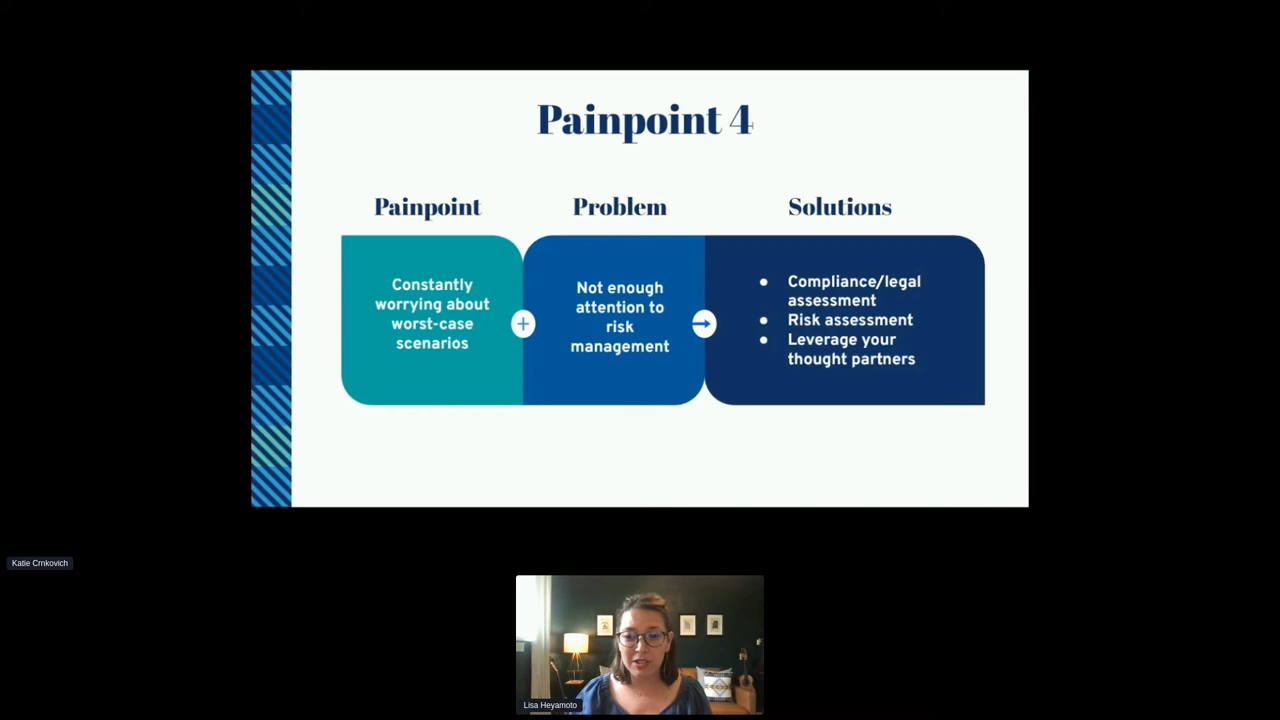 Painpoint 4
Painpoint
Problem
Solutions
Constantly
worrying about
worst-case
scenarios
Not enough
attention to
risk
management
● Compliance/legal
assessment
● Risk assessment
● Leverage your
thought partners
Katie Crnkovich
Lisa Heyamoto